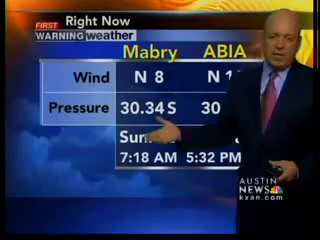 FIRST Right Now
WARNING weather
Mabry ABIA
Wind N 8 N
Pressure 30.34 S 30
7:18 AM 5:32 PM
AUSTIN
NEWS
kxan.com